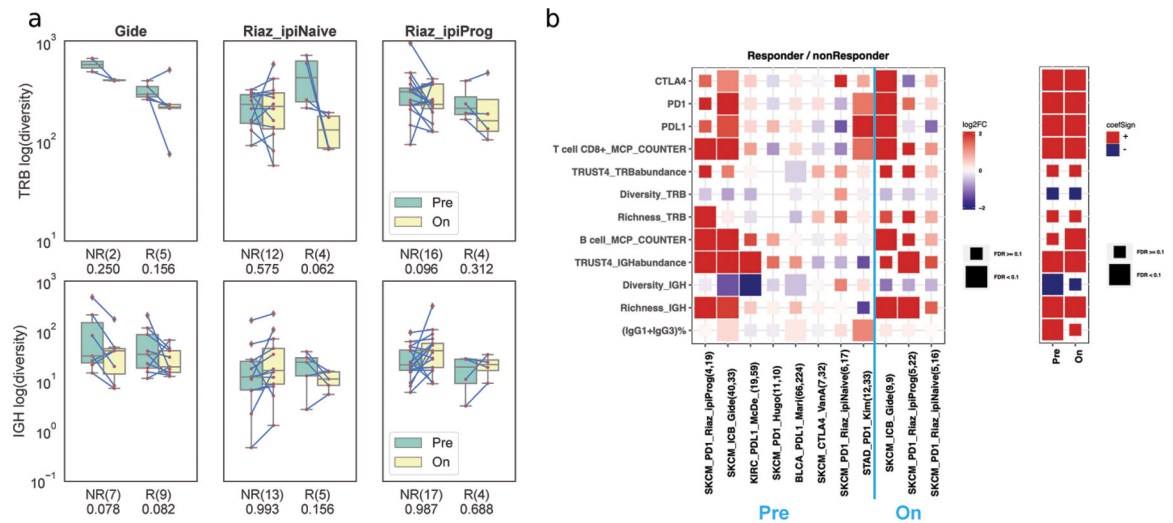 a
Gide
Riaz_ipiNaive
Riaz_ipiProg
TRB log(diversity)
10³
10²
10¹
Pre
On
NR(2) R(5) NR(12) R(4) NR(16) R(4)
0.250 0.156 0.575 0.062 0.096 0.312
IGH log(diversity)
10³
10²
10¹
10⁰
10⁻¹
Pre
On
NR(7) R(9) NR(13) R(5) NR(17) R(4)
0.078 0.082 0.993 0.156 0.987 0.688
b
Responder / nonResponder
CTLA4
PD1
PDL1
T cell CD8+_MCP_COUNTER
TRUST4_TRBabundance
Diversity_TRB
Richness_TRB
B cell_MCP_COUNTER
TRUST4_IGHabundance
Diversity_IGH
Richness_IGH
(IgG1+IgG3)%
SKCM_PD1_Riaz_ipiProg(4,19)
SKCM_ICB_Gide(40,33)
KIRC_PDL1_McDe_(19,59)
SKCM_PD1_Hugo(11,10)
BLCA_PDL1_Mari(66,224)
SKCM_CTLA4_VanA(7,32)
SKCM_PD1_Riaz_ipiNaive(6,17)
STAD_PD1_Kim(12,33)
SKCM_ICB_Gide(9,9)
SKCM_PD1_Riaz_ipiProg(5,22)
SKCM_PD1_Riaz_ipiNaive(5,16)
Pre
On
log2FC
2
0
−2
FDR >= 0.1
FDR < 0.1
Pre
On
coefSign
+
-
FDR >= 0.1
FDR < 0.1